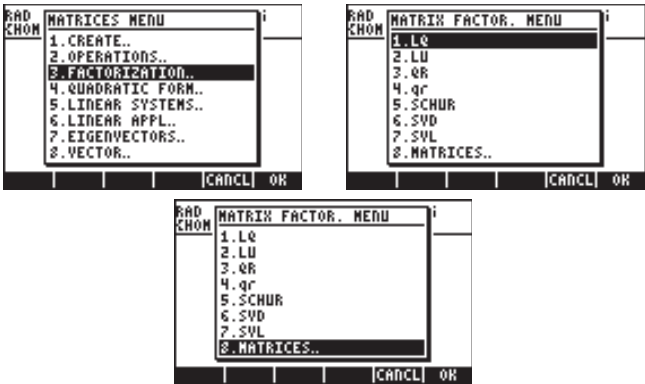 RAD
{HOM
MATRICES MENU
1.CREATE..
2.OPERATIONS..
3.FACTORIZATION..
4.QUADRATIC FORM..
5.LINEAR SYSTEMS..
6.LINEAR APPL..
7.EIGENVECTORS..
8.VECTOR..
CANCL OK
RAD
{HOM
MATRIX FACTOR. MENU
1.LQ
2.LU
3.QR
4.qr
5.SCHUR
6.SVD
7.SVL
8.MATRICES..
CANCL OK
RAD
{HOM
MATRIX FACTOR. MENU
1.LQ
2.LU
3.QR
4.qr
5.SCHUR
6.SVD
7.SVL
8.MATRICES..
CANCL OK